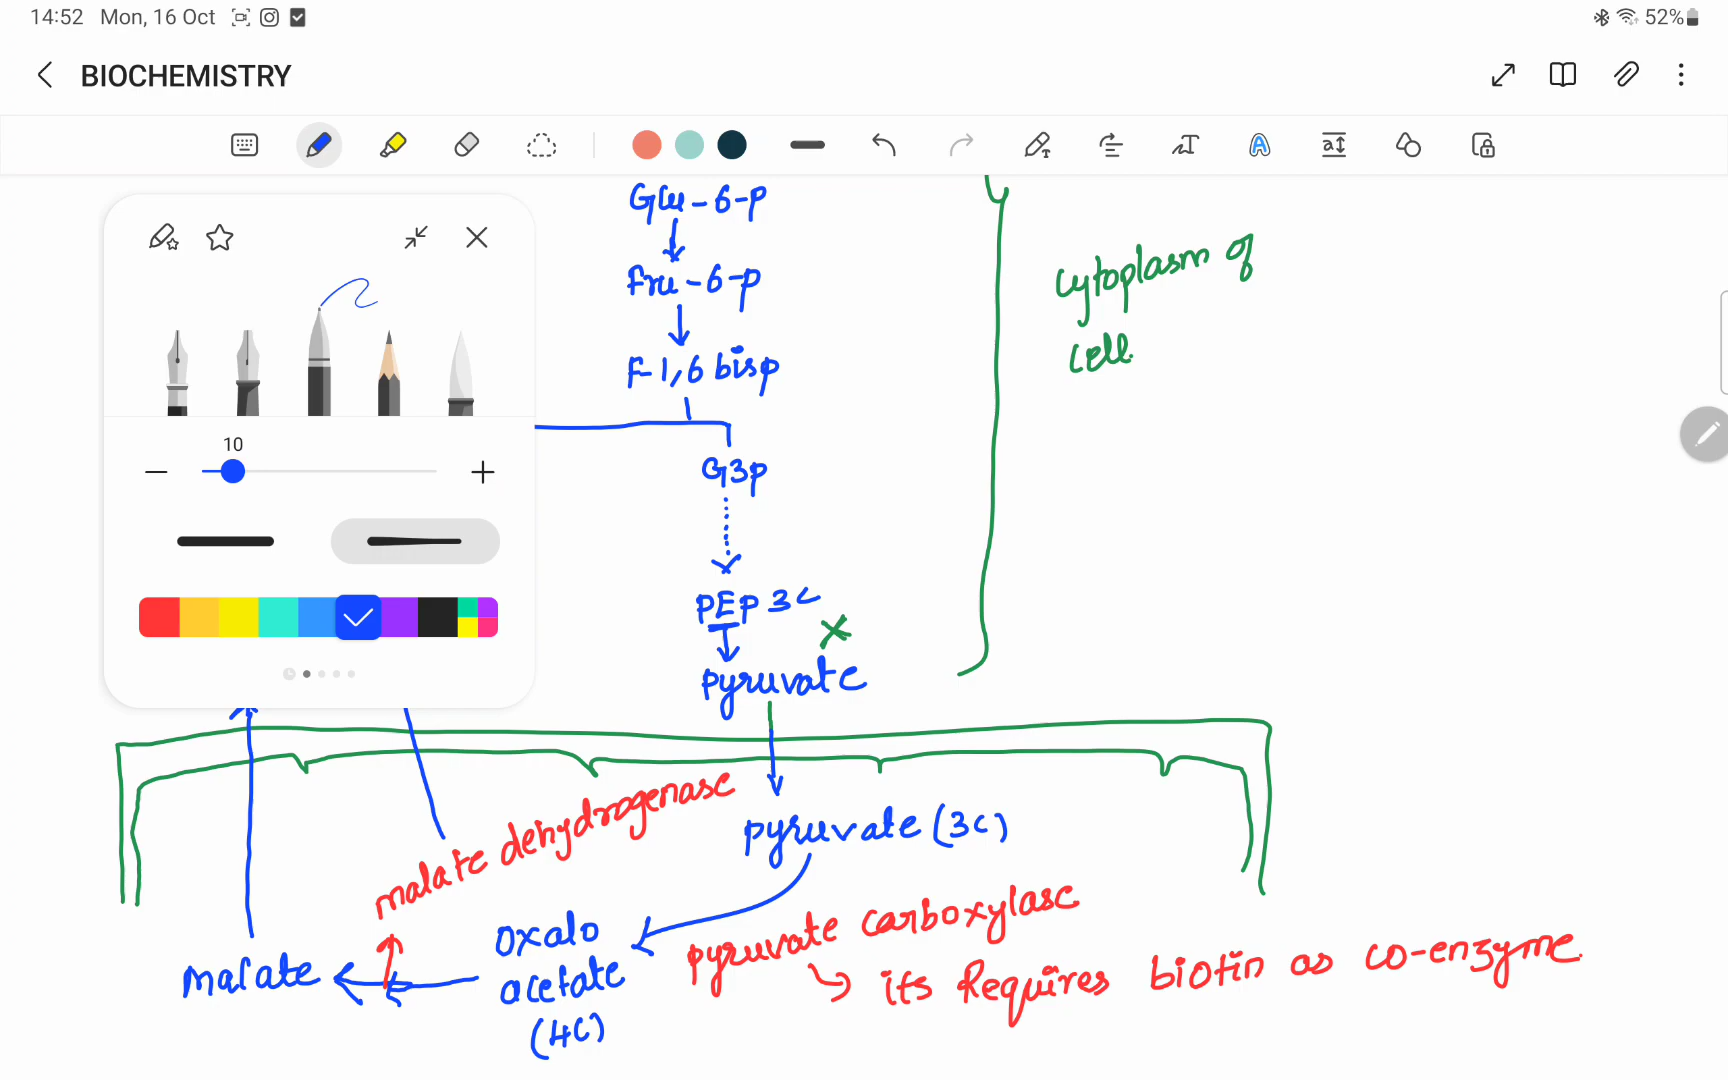 14:52 Mon, 16 Oct
52%
BIOCHEMISTRY
Glu-6-p
Fru-6-p
F-1,6 bisp
cytoplasm of
cell.
10
G3p
PEP 3C
x
pyruvate
malate dehydrogenase
pyruvate (3C)
pyruvate carboxylase
its Requires biotin as co-enzyme.
oxalo
acetate
(4C)
malate